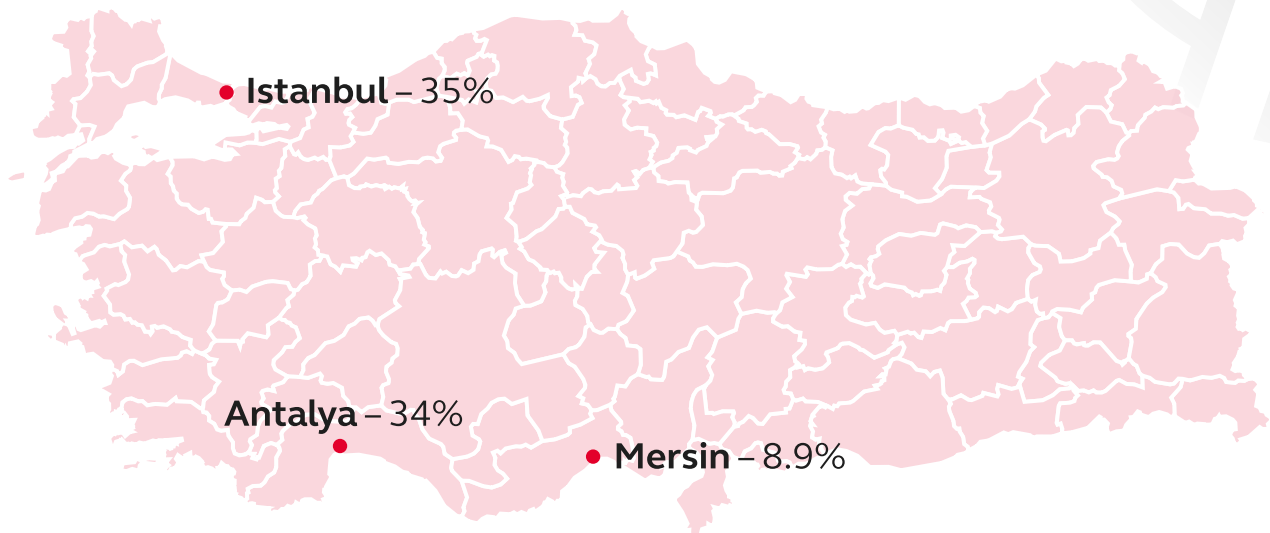 Istanbul – 35%
Antalya – 34%
Mersin – 8.9%